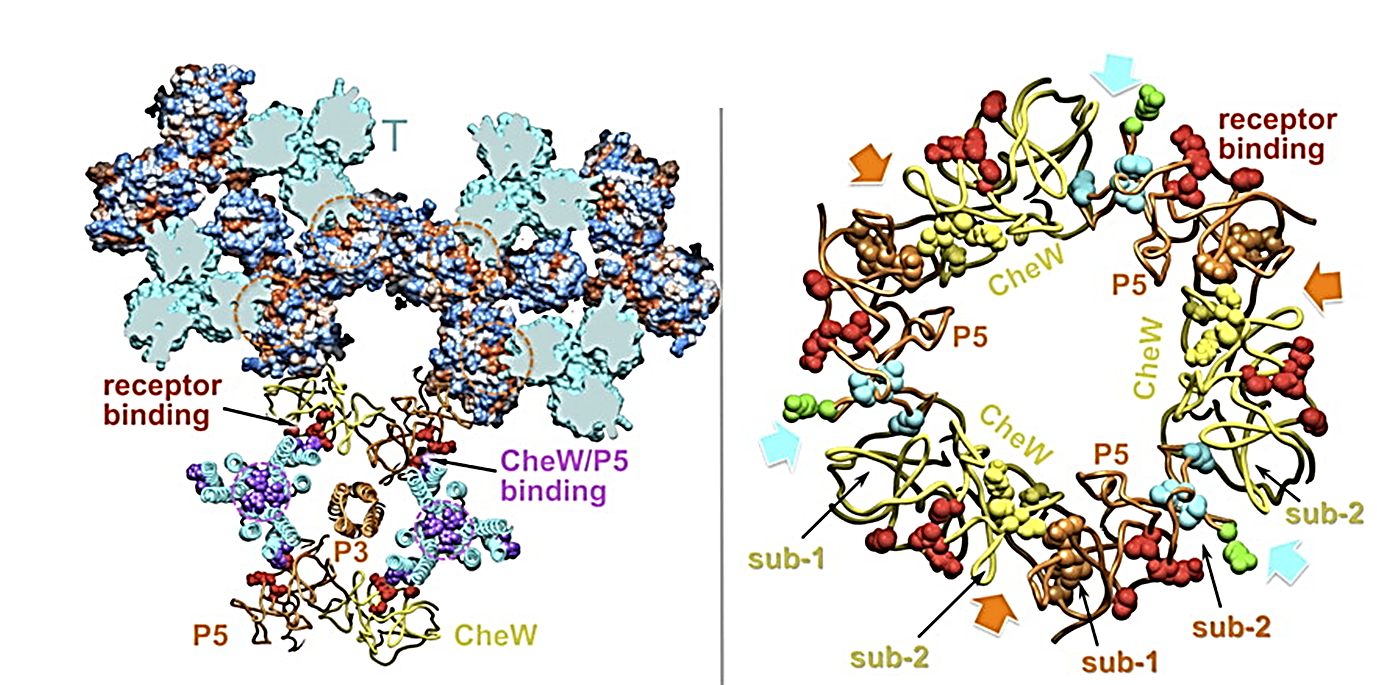 T
receptor
binding
CheW/P5
binding
P3
P5
CheW
receptor
binding
CheW
P5
P5
CheW
CheW
P5
sub-1
sub-2
sub-2
sub-1
sub-2